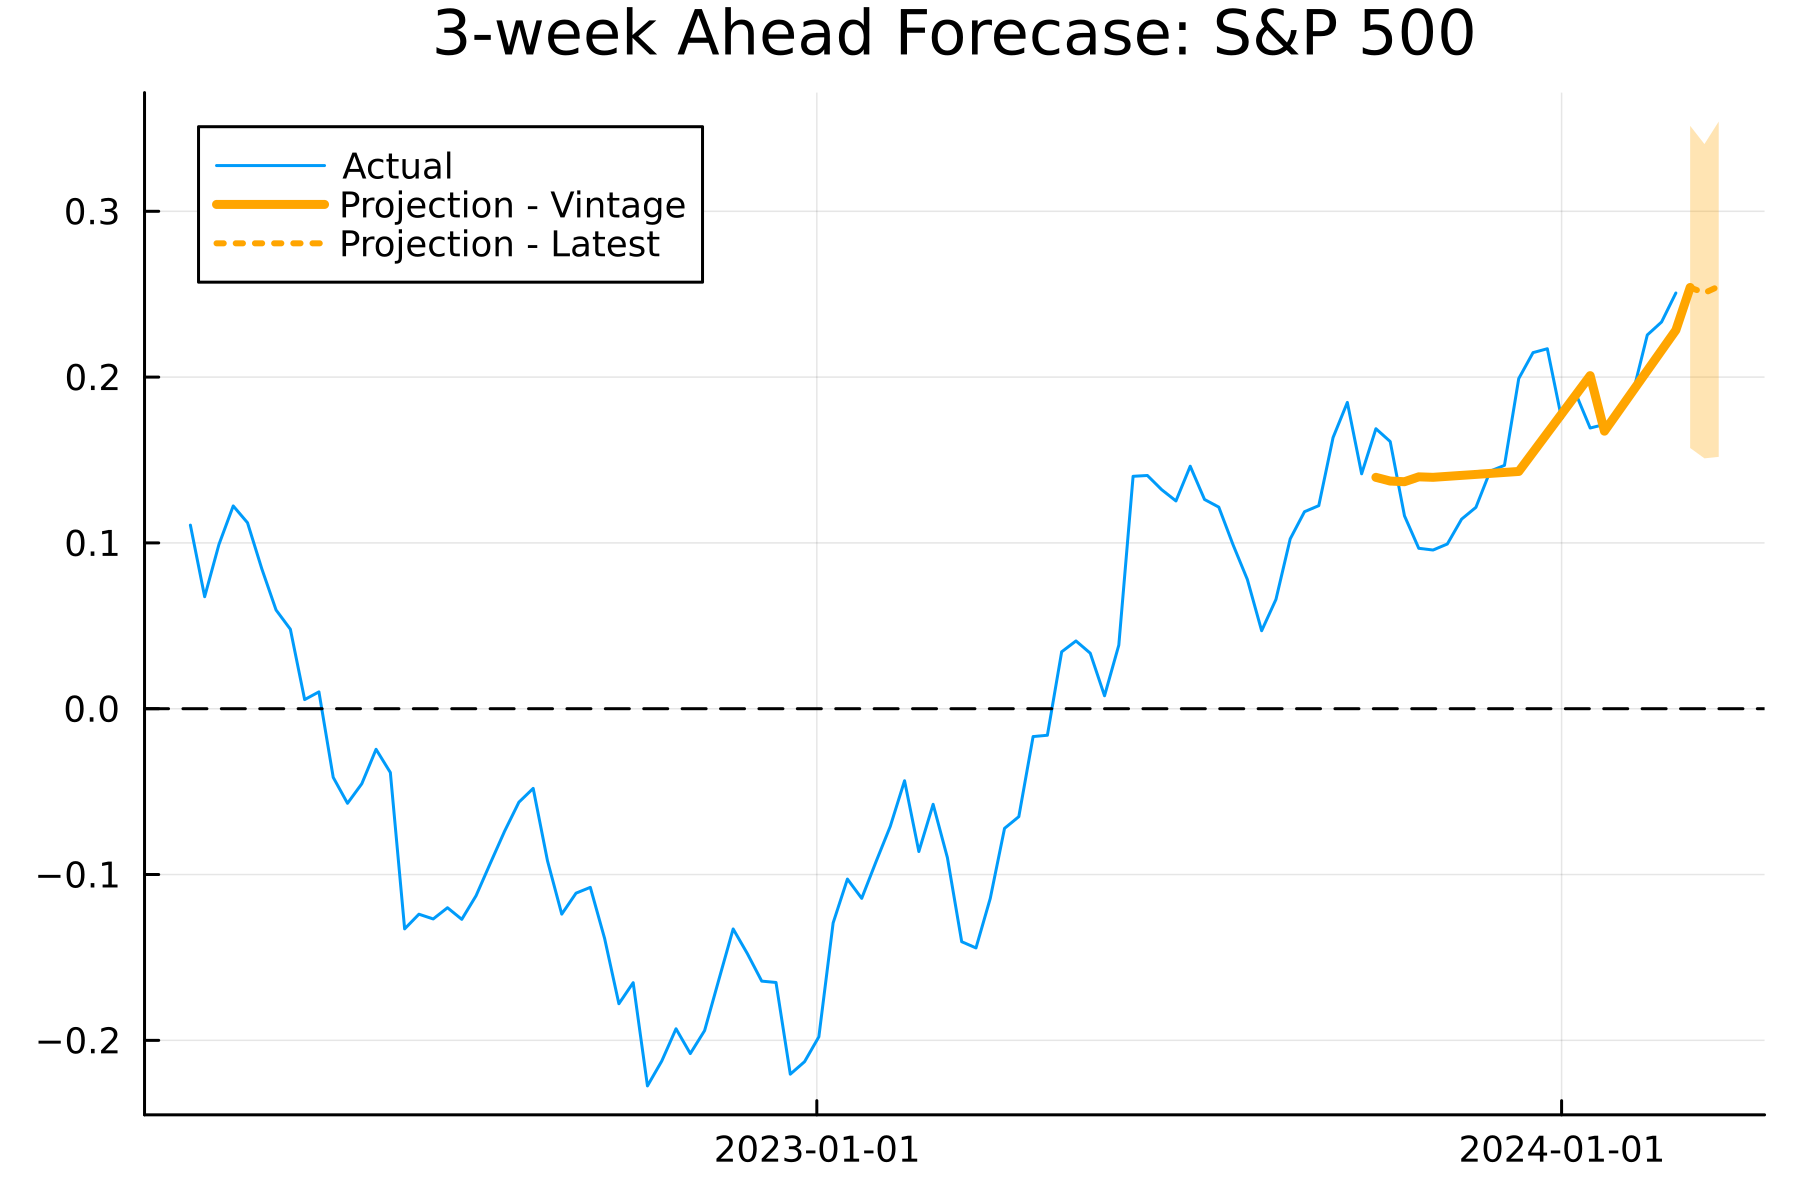 3-week Ahead Forecase: S&P 500
Actual
Projection - Vintage
Projection - Latest
0.3
0.2
0.1
0.0
−0.1
−0.2
2023-01-01
2024-01-01